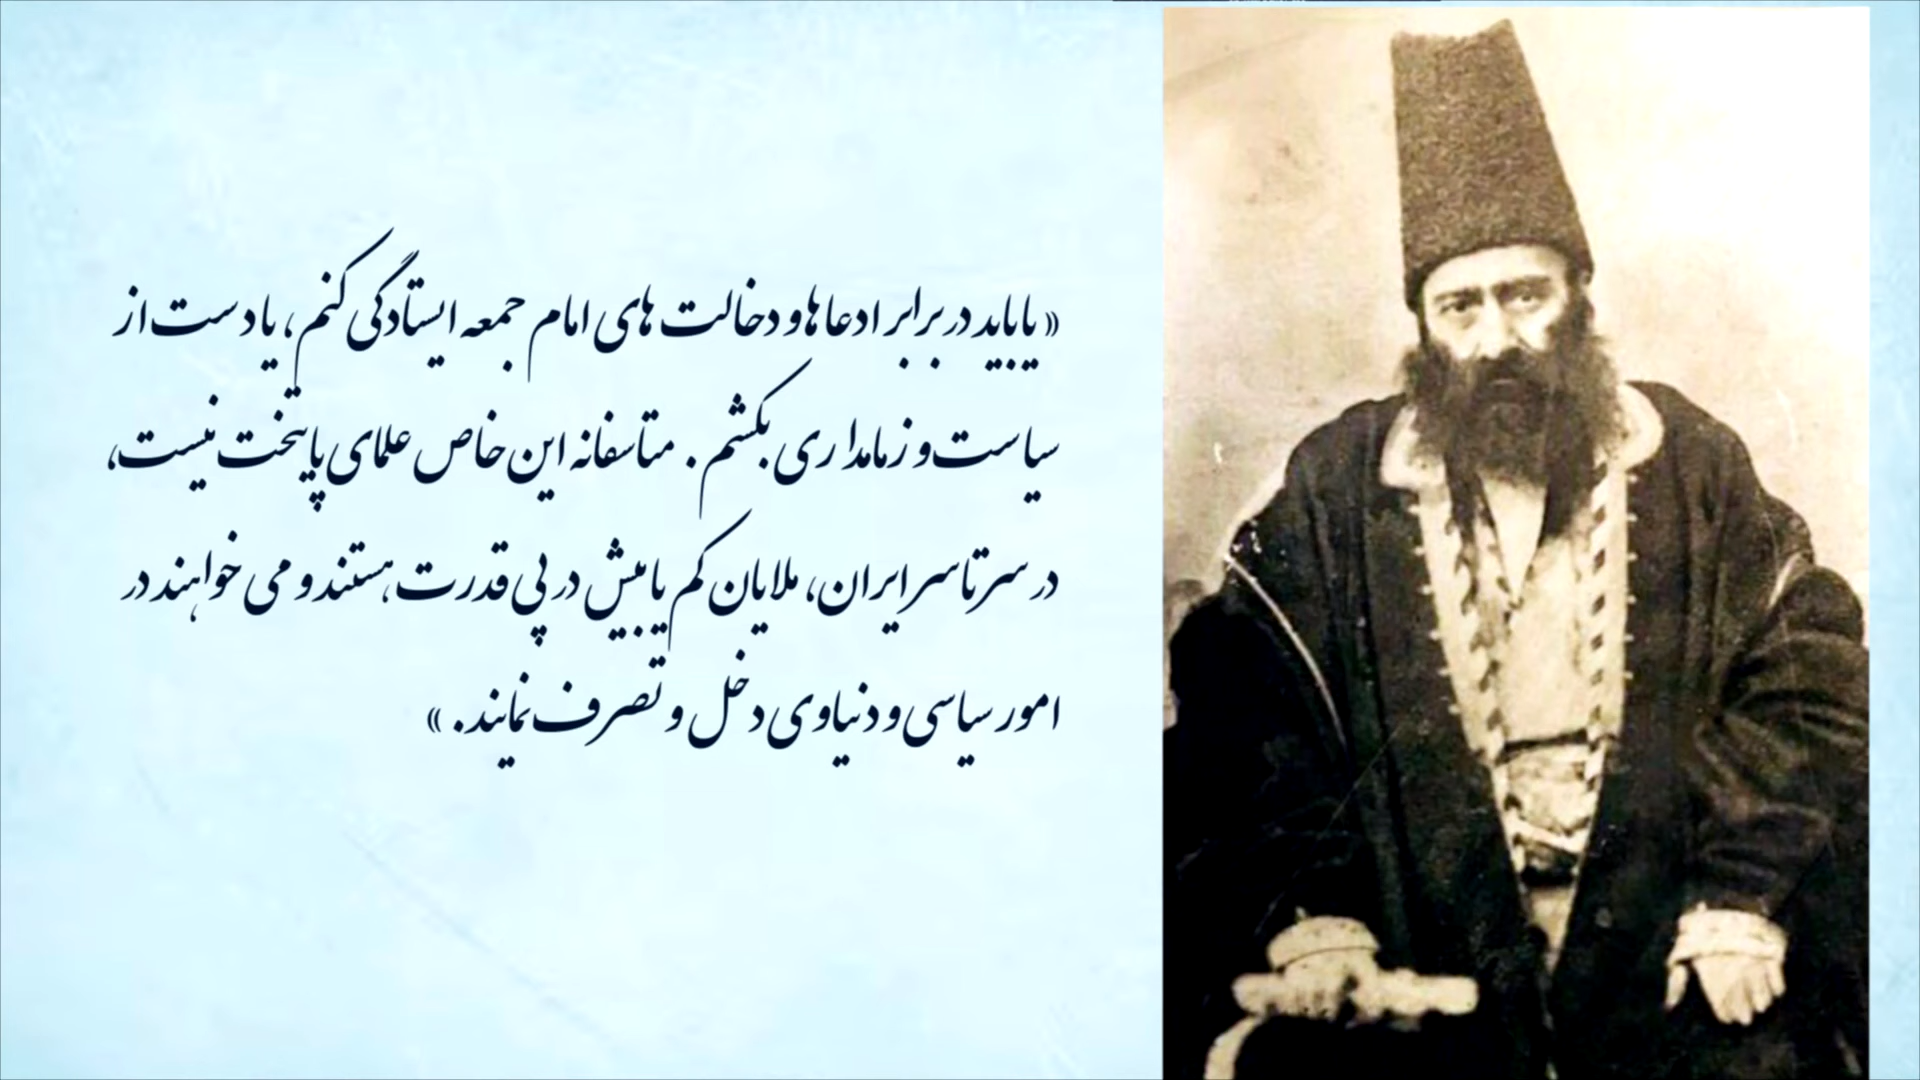 « یا باید در برابر ادعاها و دخالت های امام جمعه ایستادگی کنم، یا دست از
سیاست و زمامداری بکشم. متاسفانه این خاص علمای پایتخت نیست،
در سرتاسر ایران، ملایان کم یا بیش در پی قدرت هستند و می خواهند در
امور سیاسی و دنیاوی دخل و تصرف نمایند. »